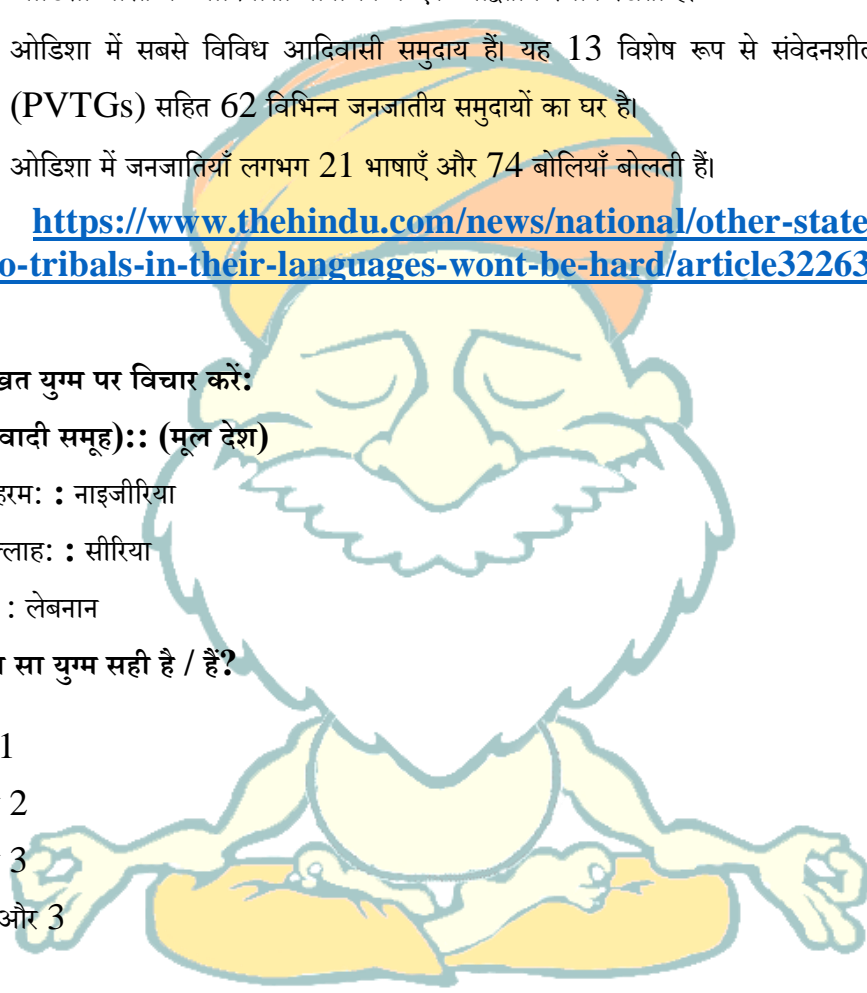 ओडिशा में सबसे विविध आदिवासी समुदाय हैं। यह 13 विशेष रूप से संवेदनशील
(PVTGs) सहित 62 विभिन्न जनजातीय समुदायों का घर है।
ओडिशा में जनजातियाँ लगभग 21 भाषाएँ और 74 बोलियाँ बोलती हैं।
https://www.thehindu.com/news/national/other-state
o-tribals-in-their-languages-wont-be-hard/article32263
युग्म पर विचार करें:
वादी समूह):: (मूल देश)
हरम: : नाइजीरिया
ल्लाह: : सीरिया
: लेबनान
सा युग्म सही है / हैं?
1
2
3
और 3